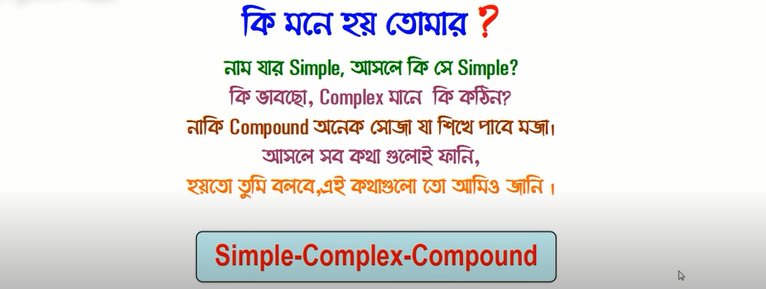 কি মনে হয় তোমার ?
নাম যার Simple, আসলে কি সে Simple?
কি ভাবছো, Complex মানে কি কঠিন?
নাকি Compound অনেক সোজা যা শিখে পাবে মজা।
আসলে সব কথা গুলোই ফানি,
হয়তো তুমি বলবে,এই কথাগুলো তো আমিও জানি ।
Simple-Complex-Compound